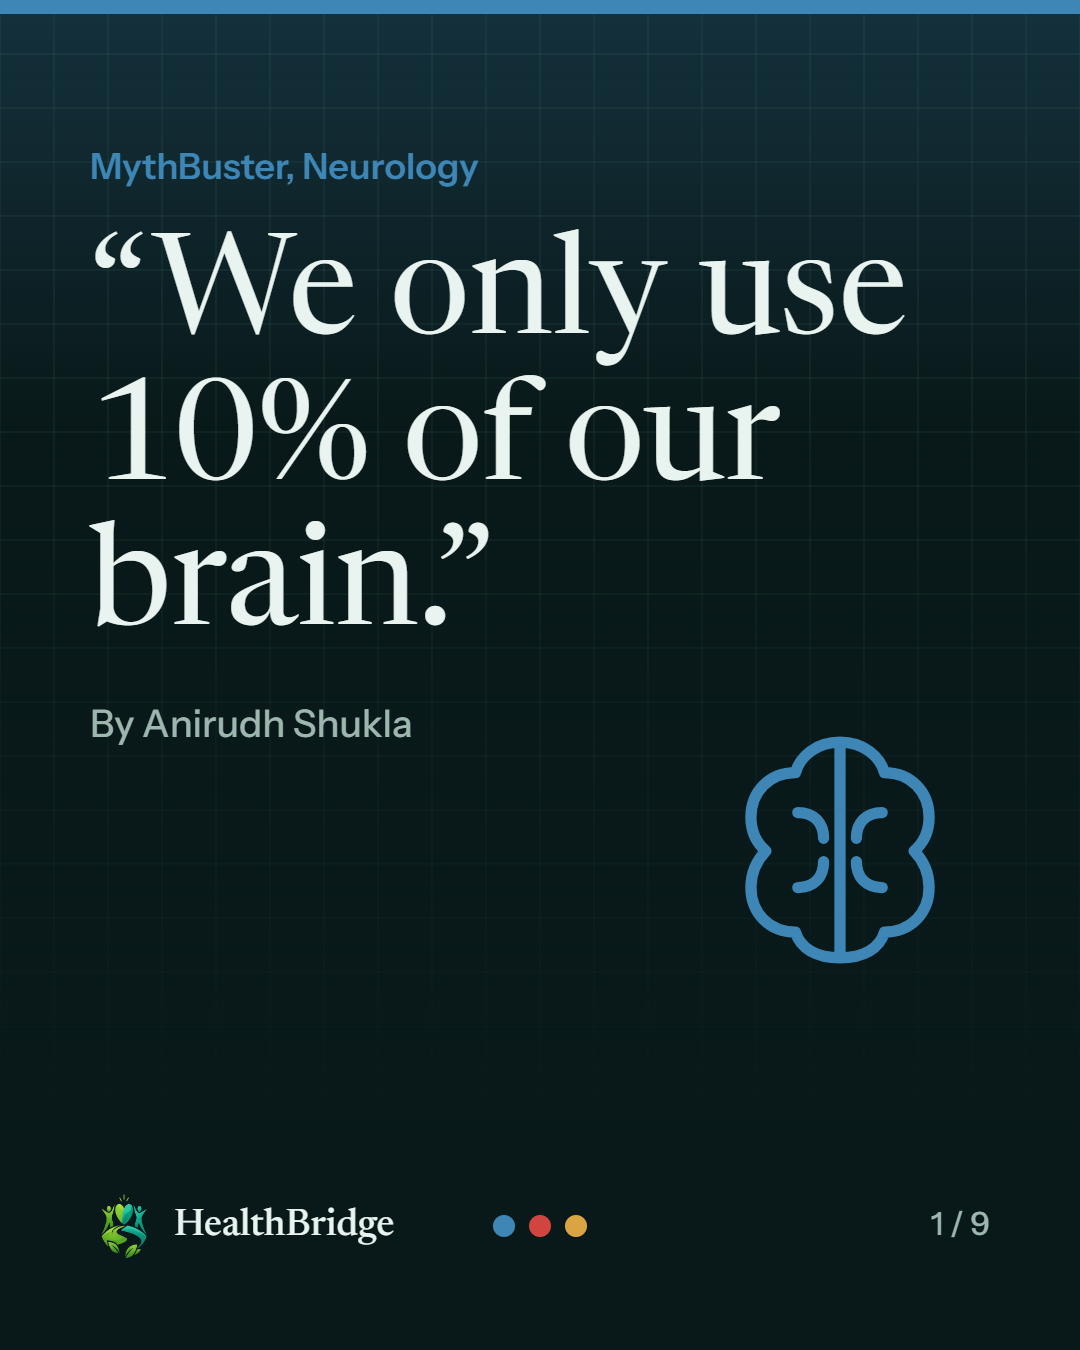 MythBuster, Neurology
“We only use
10% of our
brain.”
By Anirudh Shukla
HealthBridge
1 / 9